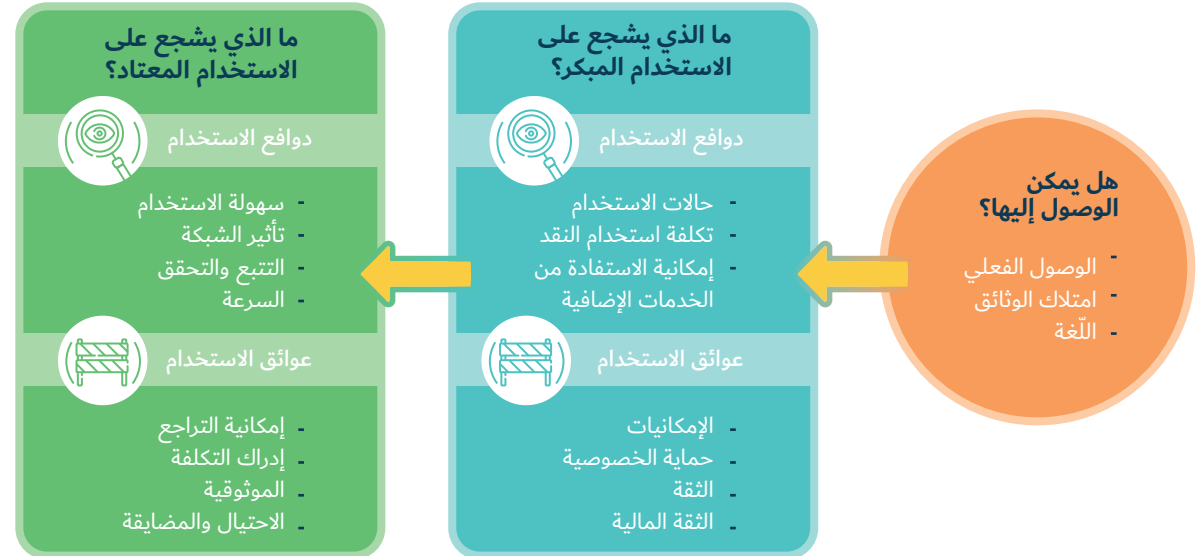 هل يمكن
الوصول إليها؟
- الوصول الفعلي
- امتلاك الوثائق
- اللّغة
ما الذي يشجع على
الاستخدام المبكر؟
دوافع الاستخدام
- حالات الاستخدام
- تكلفة استخدام النقد
- إمكانية الاستفادة من
الخدمات الإضافية
عوائق الاستخدام
- الإمكانيات
- حماية الخصوصية
- الثقة
- الثقة المالية
ما الذي يشجع على
الاستخدام المعتاد؟
دوافع الاستخدام
- سهولة الاستخدام
- تأثير الشبكة
- التتبع والتحقق
- السرعة
عوائق الاستخدام
- إمكانية التراجع
- إدراك التكلفة
- الموثوقية
- الاحتيال والمضايقة